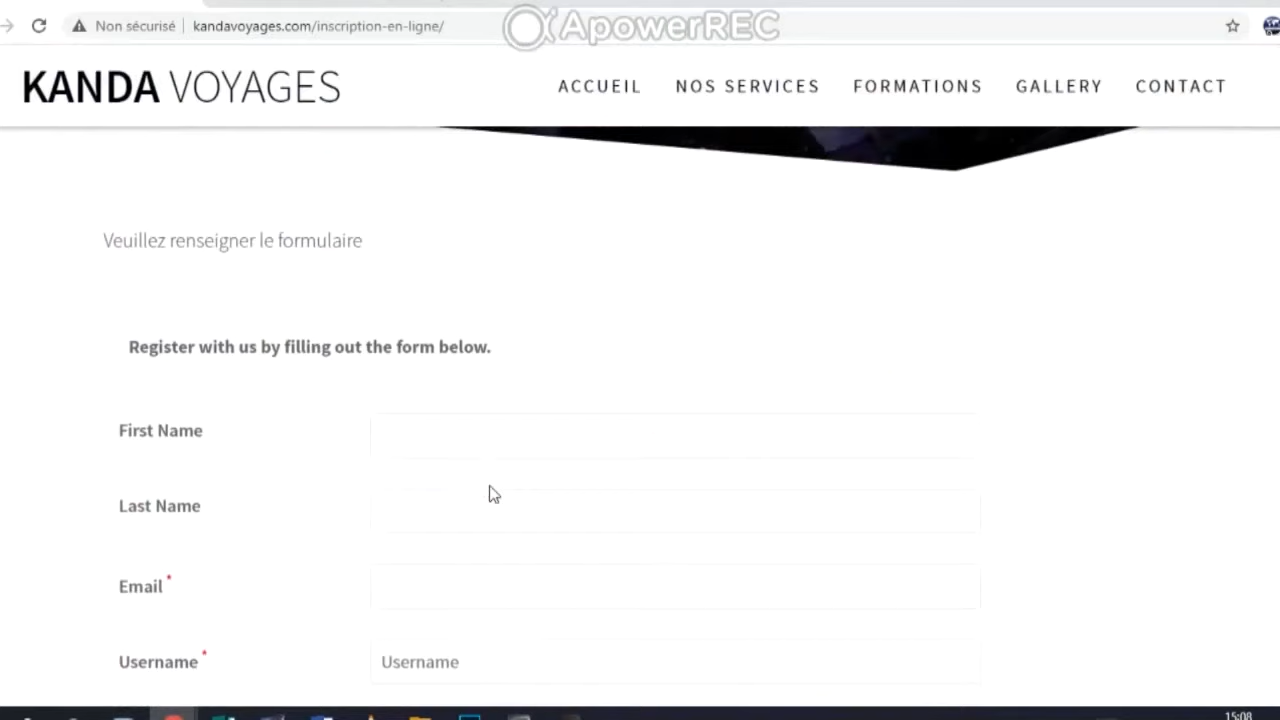 Non sécurisé kandavoyages.com/inscription-en-ligne/
ApowerREC
KANDA VOYAGES ACCUEIL NOS SERVICES FORMATIONS GALLERY CONTACT
Veuillez renseigner le formulaire
Register with us by filling out the form below.
First Name
Last Name
Email *
Username * Username
15:08